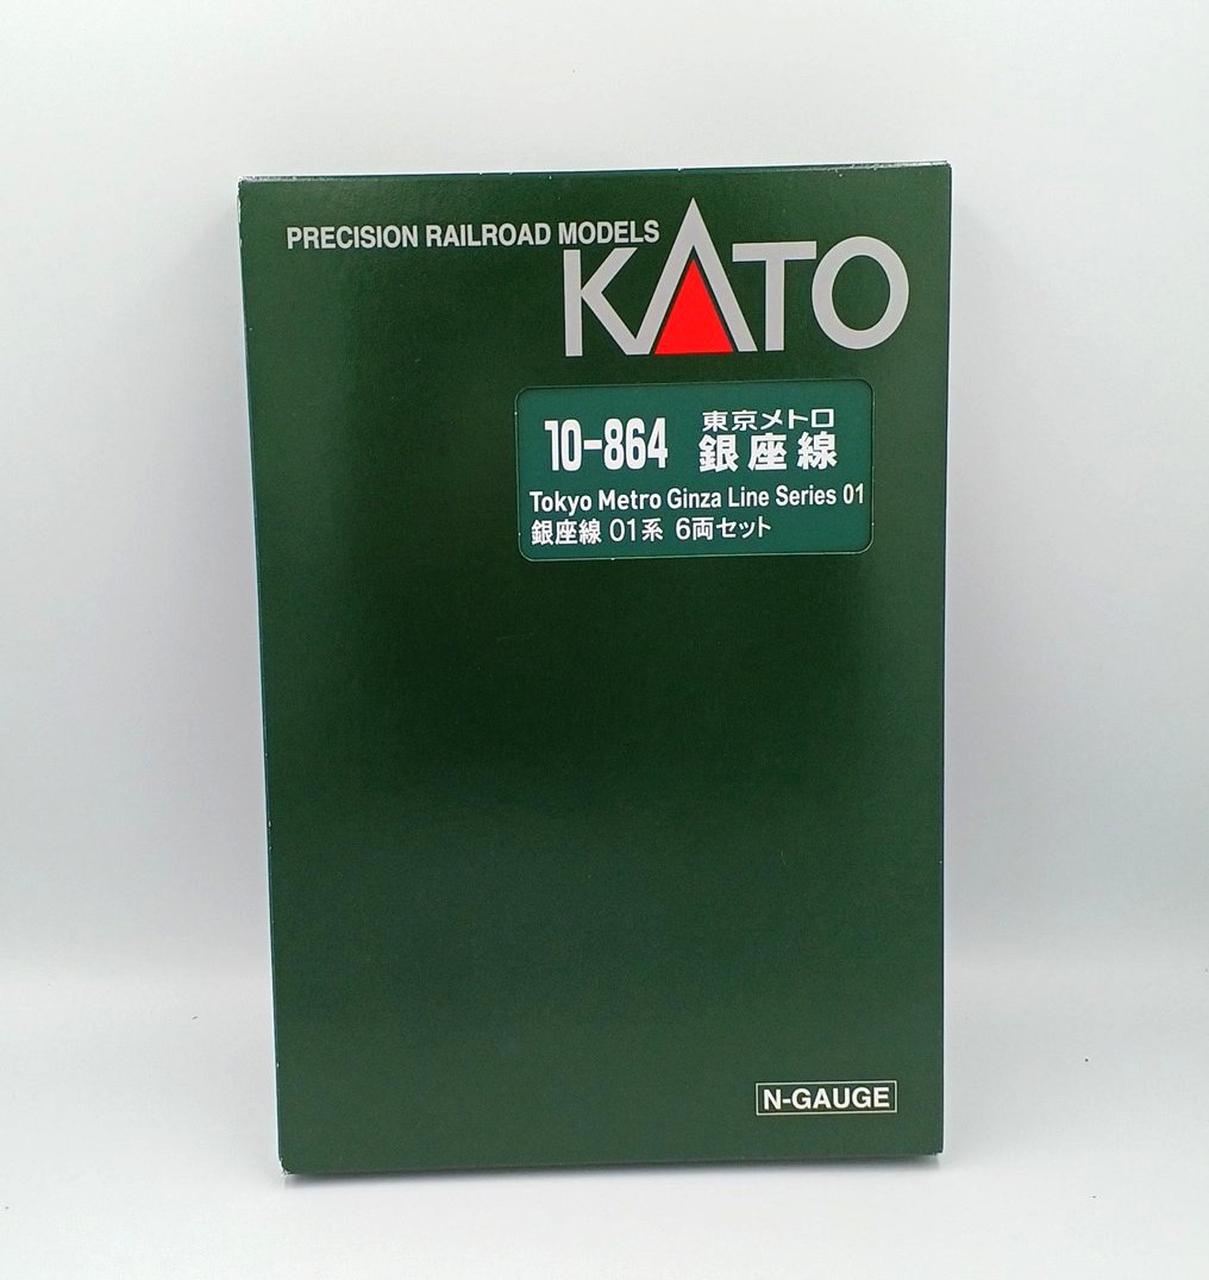 PRECISION RAILROAD MODELS
KATO
10-864
東京メトロ
銀座線
Tokyo Metro Ginza Line Series 01
銀座線 01系 6両セット
N-GAUGE